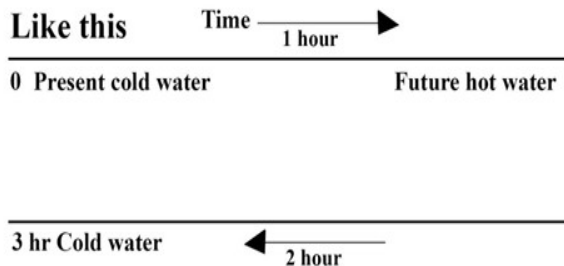 Like this Time
1 hour
0 Present cold water Future hot water
3 hr Cold water
2 hour